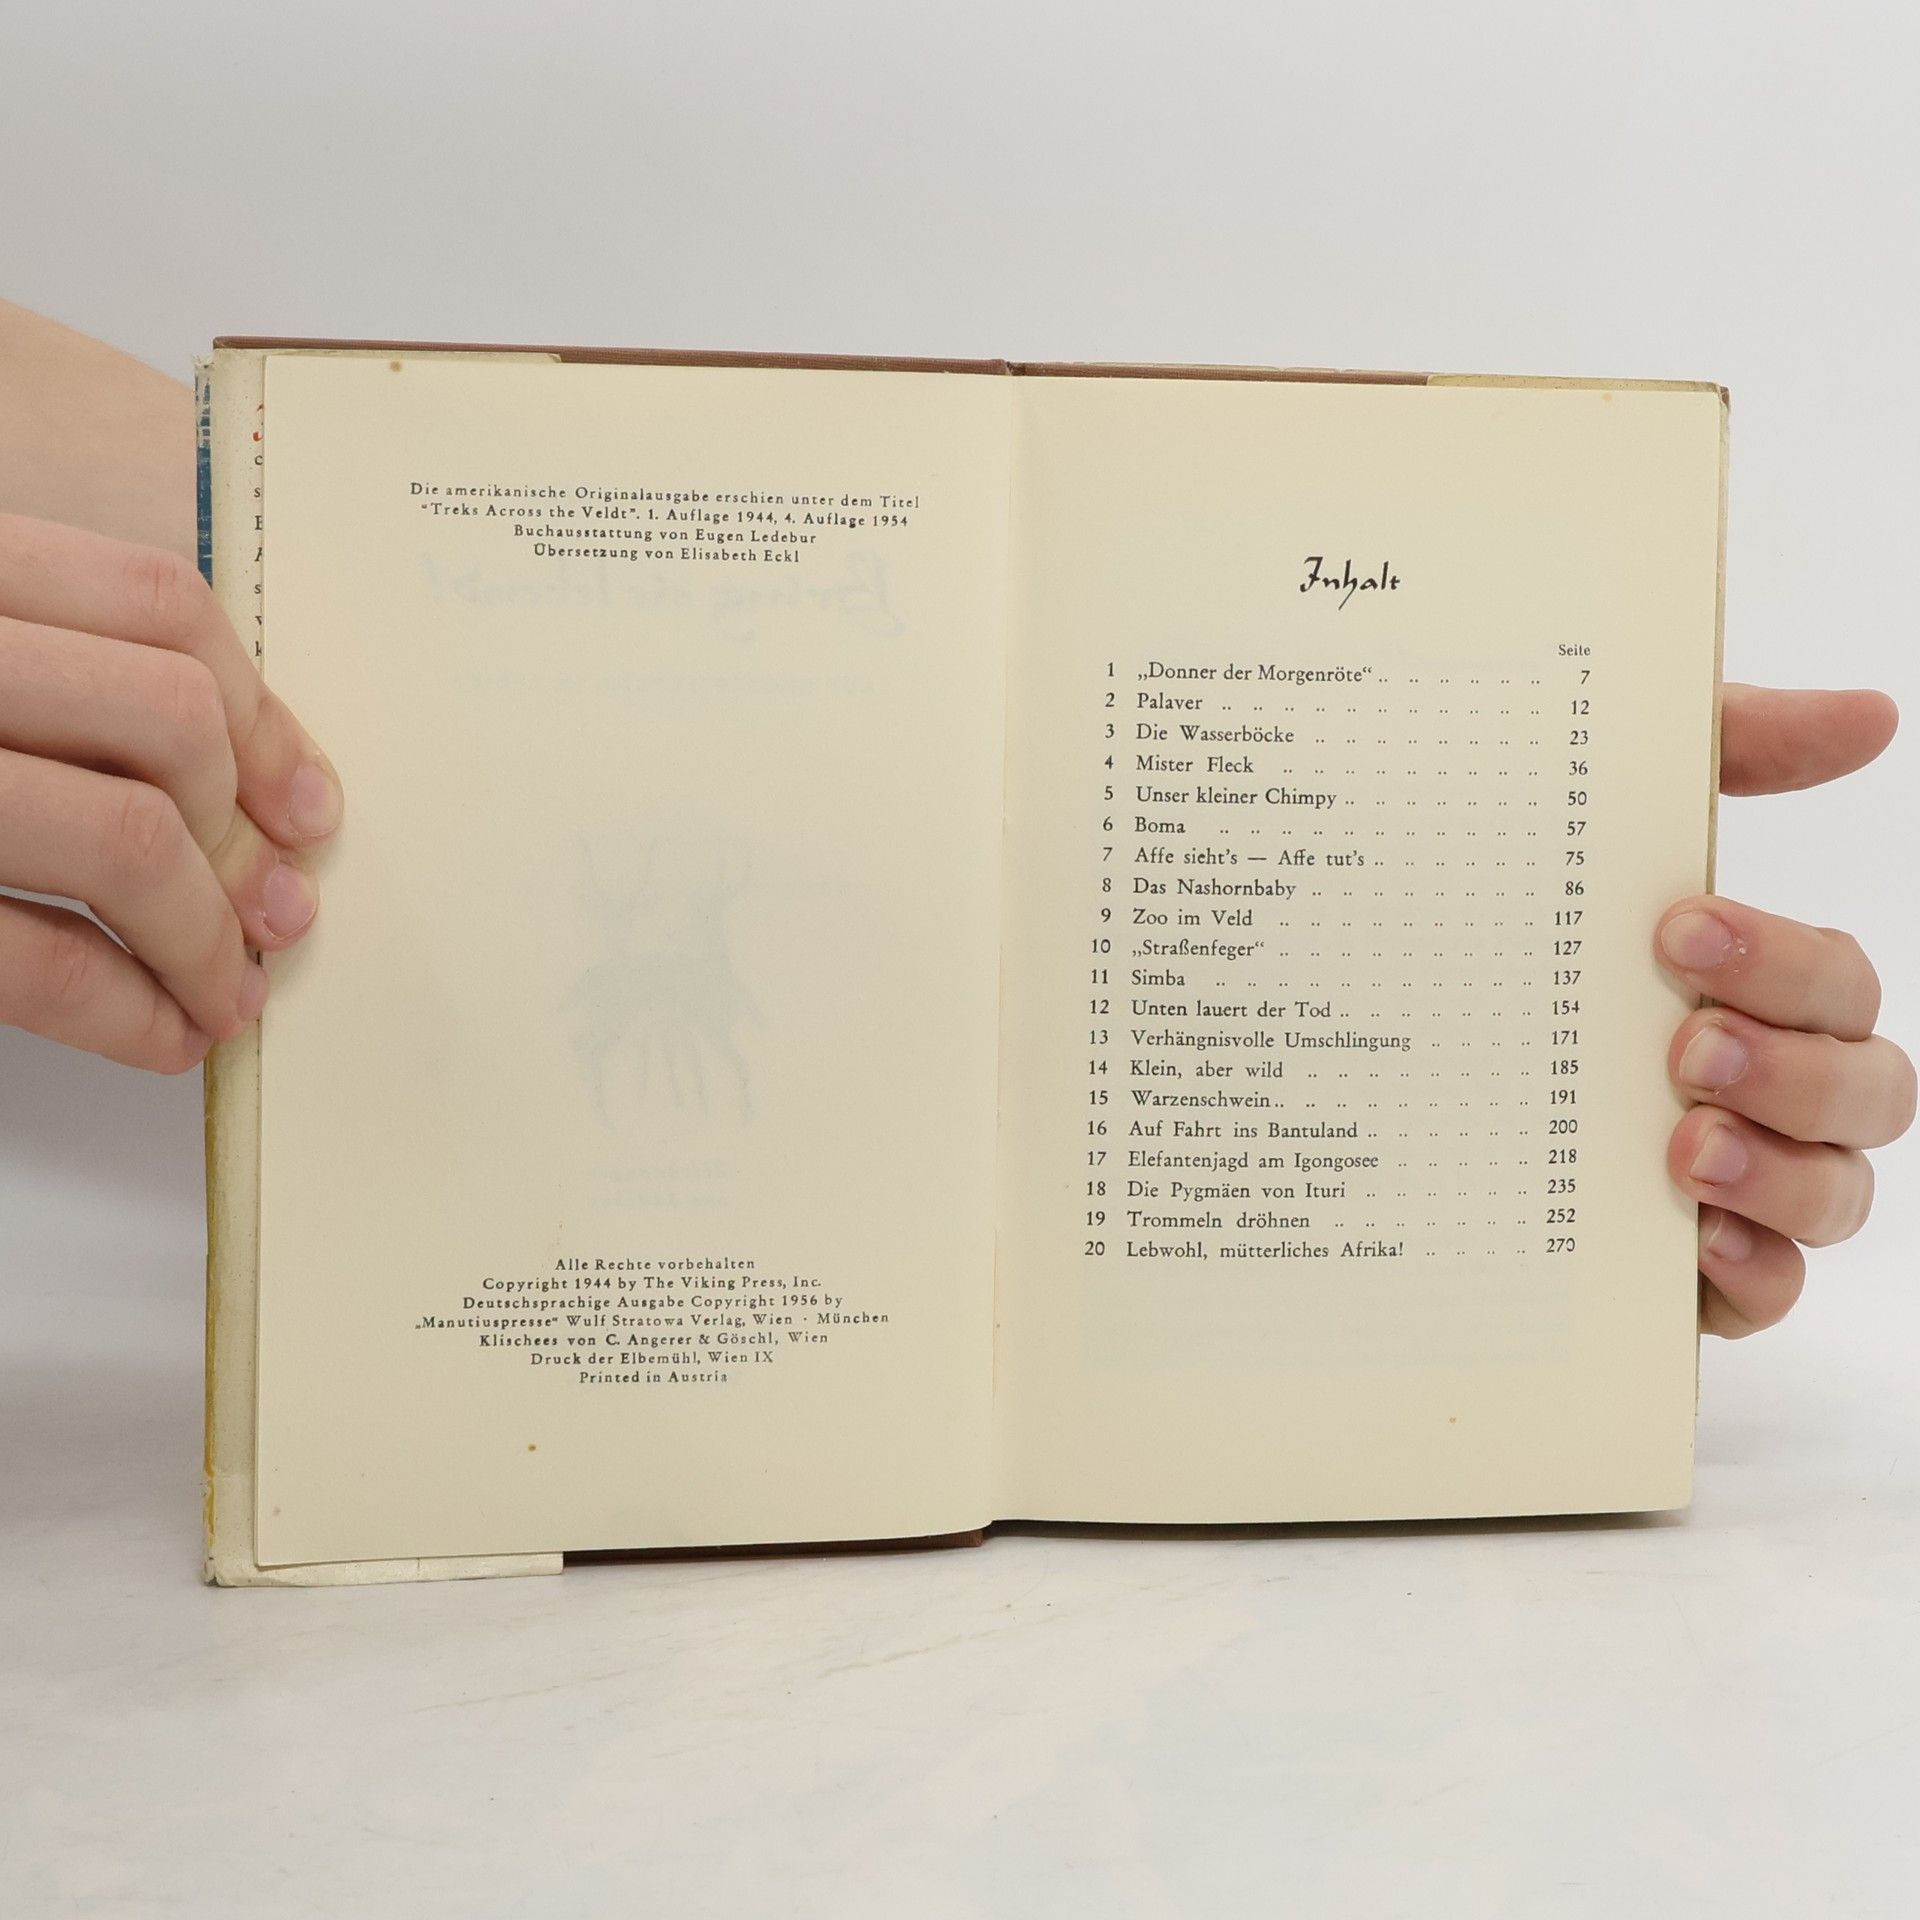 Die amerikanische Originalausgabe erschien unter dem Titel
"Treks Across the Veldt". 1. Auflage 1944, 4. Auflage 1954
Buchausstattung von Eugen Ledebur
Übersetzung von Elisabeth Eckl
Alle Rechte vorbehalten
Copyright 1944 by The Viking Press, Inc.
Deutschsprachige Ausgabe Copyright 1956 by
„Manutiuspresse" Wulf Stratowa Verlag, Wien · München
Klischees von C. Angerer & Göschl, Wien
Druck der Elbemühl, Wien IX
Printed in Austria
Inhalt
Seite
1 „Donner der Morgenröte“ .. .. .. .. .. .. 7
2 Palaver .. .. .. .. .. .. .. .. .. .. .. 12
3 Die Wasserböcke .. .. .. .. .. .. .. .. 23
4 Mister Fleck .. .. .. .. .. .. .. .. .. 36
5 Unser kleiner Chimpy .. .. .. .. .. .. .. 50
6 Boma .. .. .. .. .. .. .. .. .. .. .. 57
7 Affe sieht's — Affe tut's .. .. .. .. .. .. 75
8 Das Nashornbaby .. .. .. .. .. .. .. .. 86
9 Zoo im Veld .. .. .. .. .. .. .. .. .. 117
10 „Straßenfeger“ .. .. .. .. .. .. .. .. .. 127
11 Simba .. .. .. .. .. .. .. .. .. .. .. 137
12 Unten lauert der Tod .. .. .. .. .. .. .. 154
13 Verhängnisvolle Umschlingung .. .. .. .. 171
14 Klein, aber wild .. .. .. .. .. .. .. .. 185
15 Warzenschwein .. .. .. .. .. .. .. .. .. 191
16 Auf Fahrt ins Bantuland .. .. .. .. .. .. 200
17 Elefantenjagd am Igongosee .. .. .. .. .. 218
18 Die Pygmäen von Ituri .. .. .. .. .. .. 235
19 Trommeln dröhnen .. .. .. .. .. .. .. 252
20 Lebwohl, mütterliches Afrika! .. .. .. .. 270